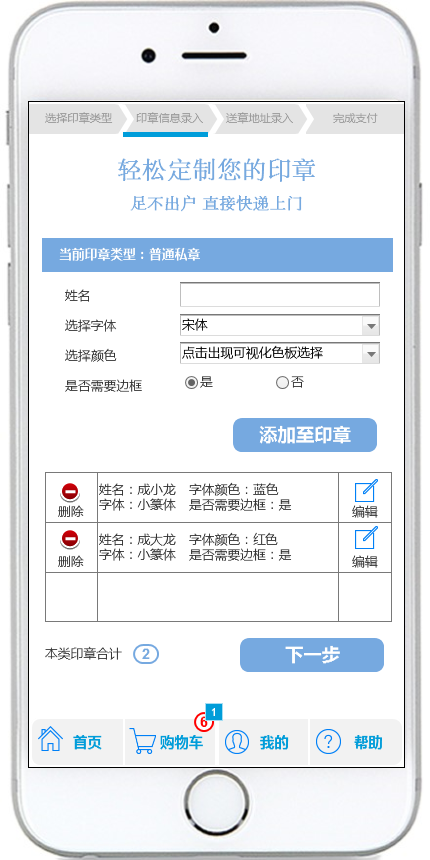 选择印章类型 印章信息录入 送章地址录入 完成支付
轻松定制您的印章
足不出户 直接快递上门
当前印章类型：普通私章
姓名
选择字体 宋体
选择颜色 点击出现可视化色板选择
是否需要边框 是 否
添加至印章
姓名：成小龙 字体颜色：蓝色
字体：小篆体 是否需要边框：是
删除 编辑
姓名：成大龙 字体颜色：红色
字体：小篆体 是否需要边框：是
删除 编辑
本类印章合计 2 下一步
6 1
首页 购物车 我的 ? 帮助